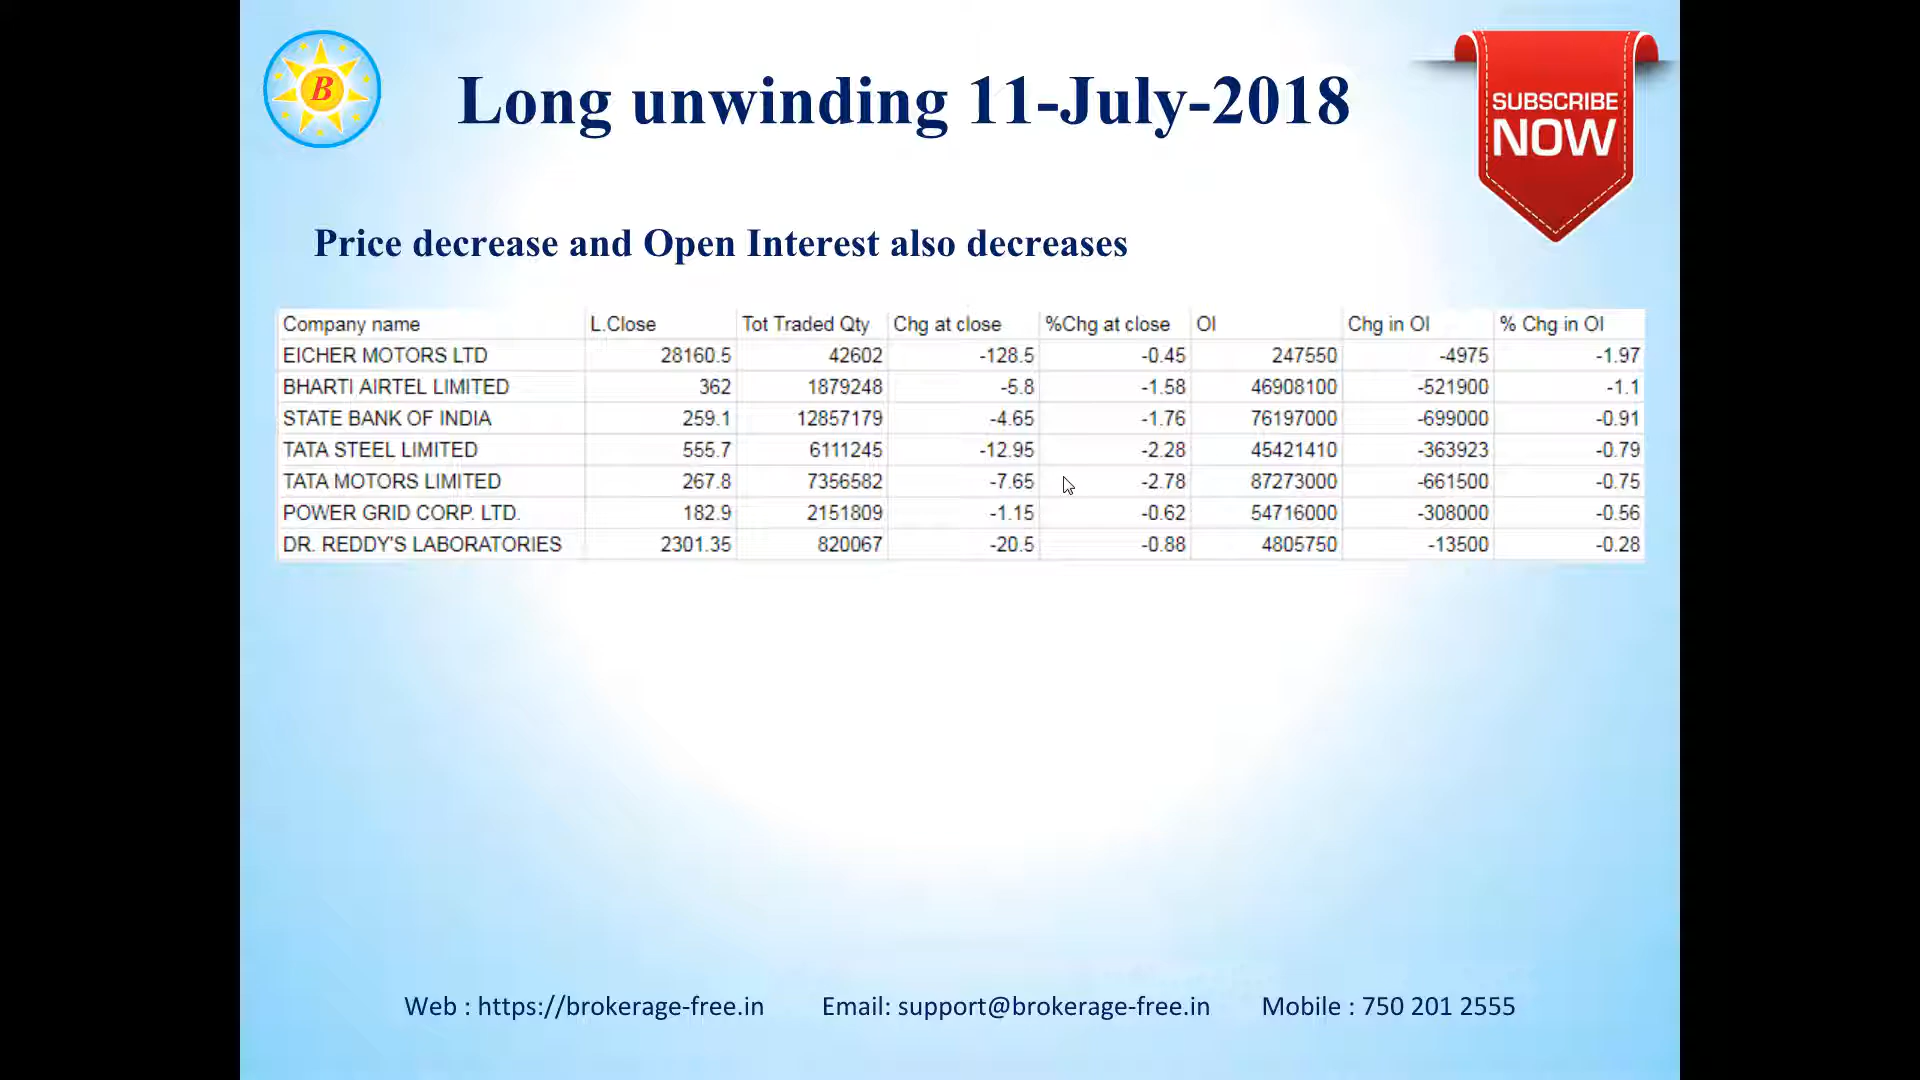 B
Long unwinding 11-July-2018
SUBSCRIBE
NOW
Price decrease and Open Interest also decreases
Company name L.Close Tot Traded Qty Chg at close %Chg at close OI Chg in OI % Chg in OI
EICHER MOTORS LTD 28160.5 42602 -128.5 -0.45 247550 -4975 -1.97
BHARTI AIRTEL LIMITED 362 1879248 -5.8 -1.58 46908100 -521900 -1.1
STATE BANK OF INDIA 259.1 12857179 -4.65 -1.76 76197000 -699000 -0.91
TATA STEEL LIMITED 555.7 6111245 -12.95 -2.28 45421410 -363923 -0.79
TATA MOTORS LIMITED 267.8 7356582 -7.65 -2.78 87273000 -661500 -0.75
POWER GRID CORP. LTD. 182.9 2151809 -1.15 -0.62 54716000 -308000 -0.56
DR. REDDY'S LABORATORIES 2301.35 820067 -20.5 -0.88 4805750 -13500 -0.28
Web : https://brokerage-free.in Email: support@brokerage-free.in Mobile : 750 201 2555